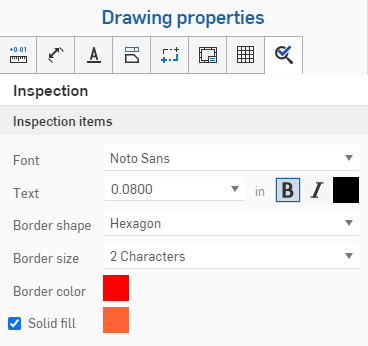 Drawing properties
+0·01 A
Inspection
Inspection items
Font Noto Sans
Text 0.0800 in B I
Border shape Hexagon
Border size 2 Characters
Border color
Solid fill